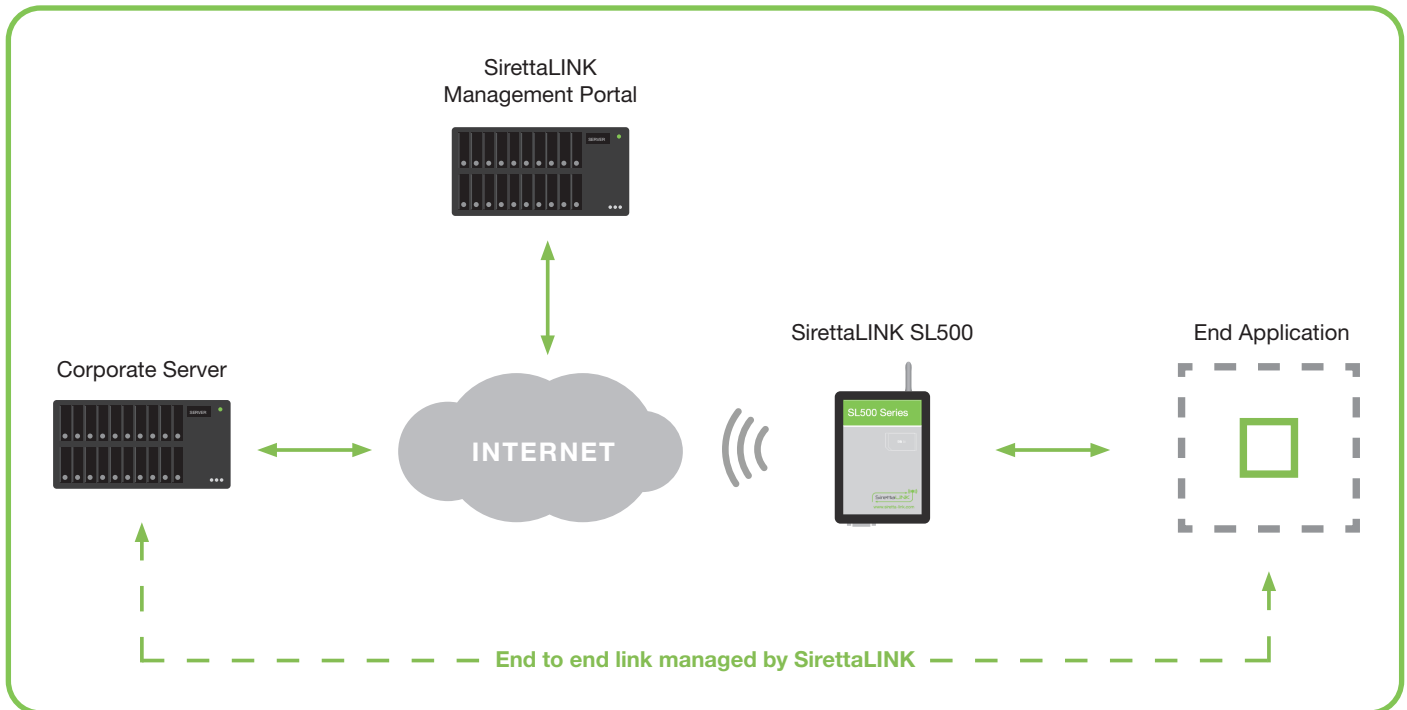 SirettaLINK
Management Portal
SERVER
SirettaLINK SL500
End Application
Corporate Server
SERVER
SL500 Series
INTERNET
SirettaLINK
End to end link managed by SirettaLINK